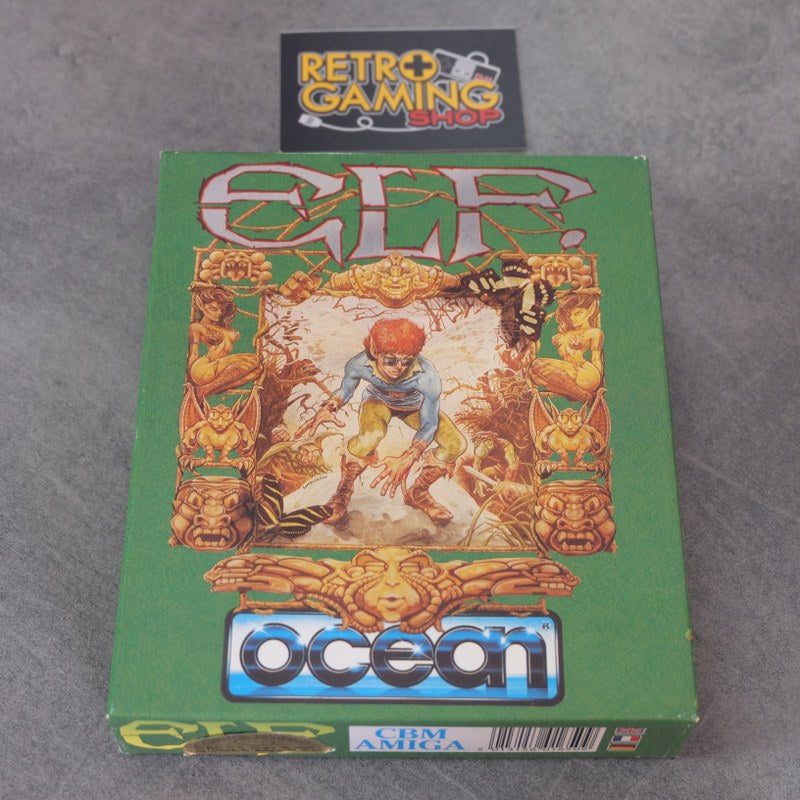 RETRO
GAMING
SHOP
ELF.
ocean®
ELF
CBM
AMIGA